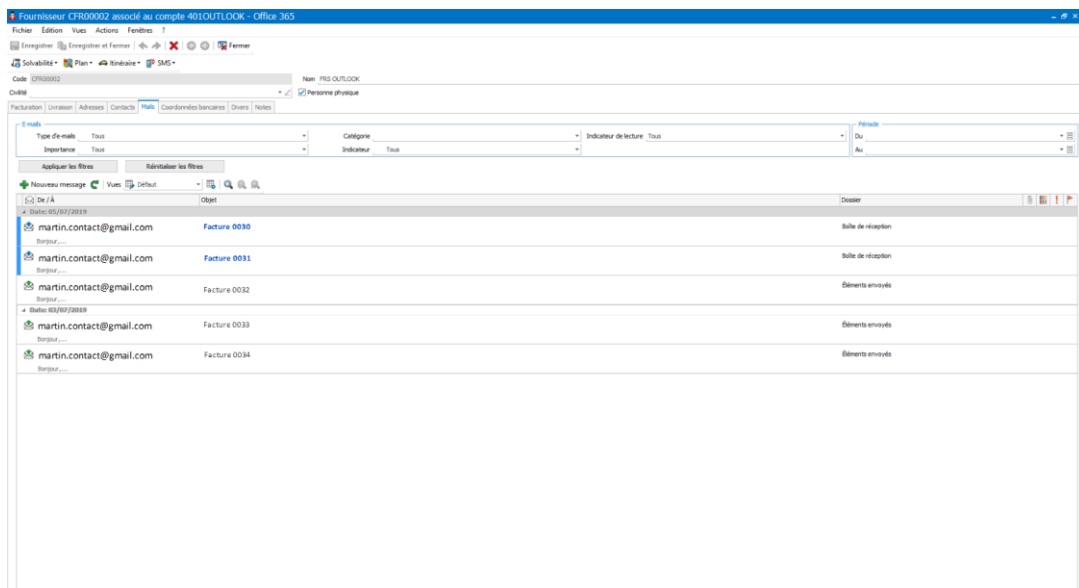 Fournisseur CFR00002 associé au compte 401OUTLOOK - Office 365
Fichier Édition Vues Actions Fenêtres ?
Enregistrer Enregistrer et Fermer Fermer
Solvabilité Plan Itinéraire SMS
Code CFR00002 Nom FRS OUTLOOK
Civilité Personne physique
Facturation Livraison Adresses Contacts Mails Coordonnées bancaires Divers Notes
E-mails Période
Type d'e-mails Tous Catégorie Indicateur de lecture Tous Du
Importance Tous Indicateur Tous Au
Appliquer les filtres Réinitialiser les filtres
Nouveau message Vues Défaut
De / À Objet Dossier
Date: 05/07/2019
martin.contact@gmail.com Facture 0030 Boîte de réception
Bonjour,...
martin.contact@gmail.com Facture 0031 Boîte de réception
Bonjour,...
martin.contact@gmail.com Facture 0032 Éléments envoyés
Bonjour,...
Date: 03/07/2019
martin.contact@gmail.com Facture 0033 Éléments envoyés
Bonjour,...
martin.contact@gmail.com Facture 0034 Éléments envoyés
Bonjour,...